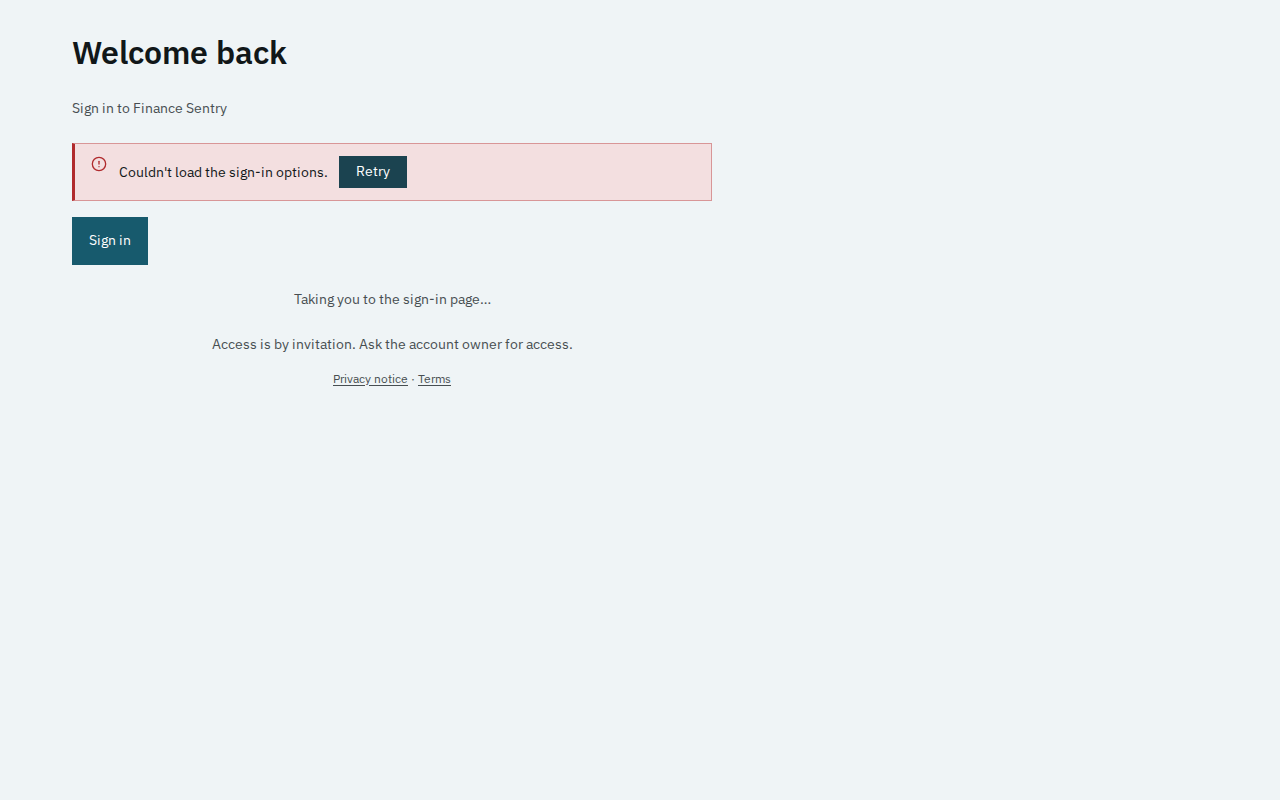 Welcome back
Sign in to Finance Sentry
Couldn't load the sign-in options. Retry
Sign in
Taking you to the sign-in page...
Access is by invitation. Ask the account owner for access.
Privacy notice · Terms